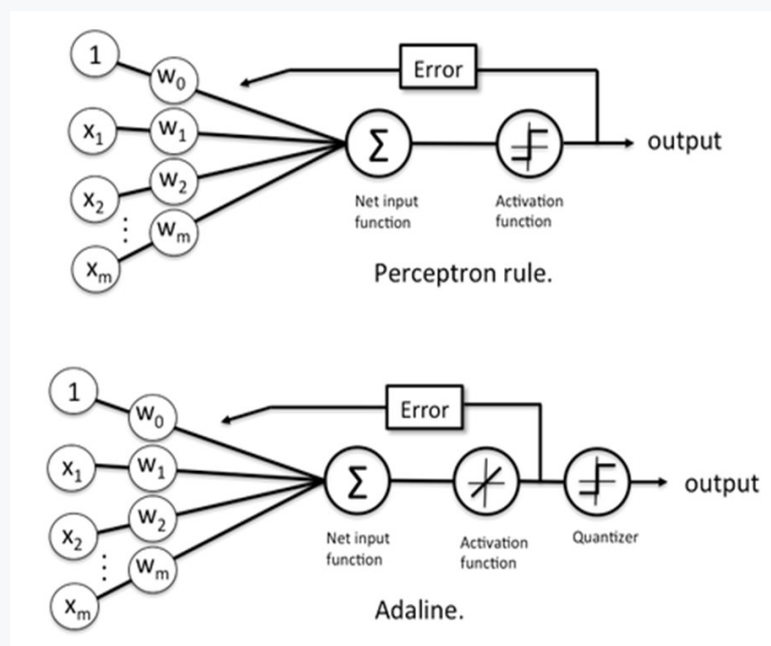 1
W₀
Error
X₁
W₁
Σ
output
X₂
W₂
Net input
function
Activation
function
⋮
Wₘ
Xₘ
Perceptron rule.
1
W₀
Error
X₁
W₁
Σ
output
X₂
W₂
Net input
function
Activation
function
Quantizer
⋮
Wₘ
Xₘ
Adaline.